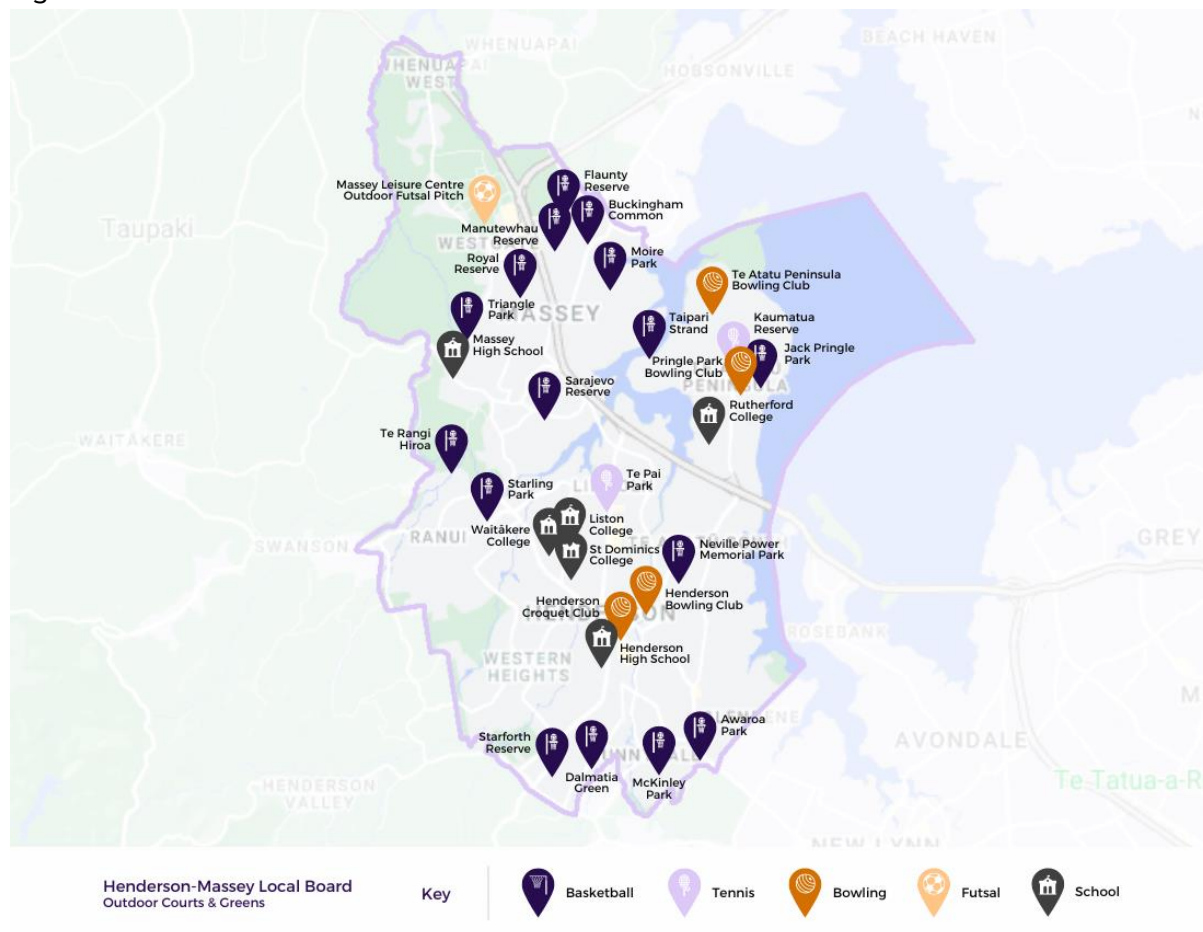 WHENUAPAI
BEACH HAVEN
WHENUAPAI
WEST
HOBSONVILLE
Massey Leisure Centre
Outdoor Futsal Pitch
Flaunty
Reserve
Buckingham
Common
Taupaki
Manutewhau
Reserve
Royal
Reserve
Moire
Park
Te Atatu Peninsula
Bowling Club
Triangle
Park
MASSEY
Taipari
Strand
Kaumatua
Reserve
Massey
High School
Pringle Park
Bowling Club
Jack Pringle
Park
PENINSULA
Sarajevo
Reserve
Rutherford
College
Te Rangi
Hiroa
WAITĀKERE
Starling
Park
Te Pai
Park
Waitākere
College
Liston
College
RANUI
SWANSON
St Dominics
College
Neville Power
Memorial Park
GREY
Henderson
Croquet Club
Henderson
Bowling Club
HENDERSON
ROSEBANK
Henderson
High School
WESTERN
HEIGHTS
Starforth
Reserve
Dalmatia
Green
McKinley
Park
Awaroa
Park
AVONDALE
HENDERSON
VALLEY
Te Tatua-a-R
NEW LYNN
Henderson-Massey Local Board
Outdoor Courts & Greens
Key
Basketball
Tennis
Bowling
Futsal
School